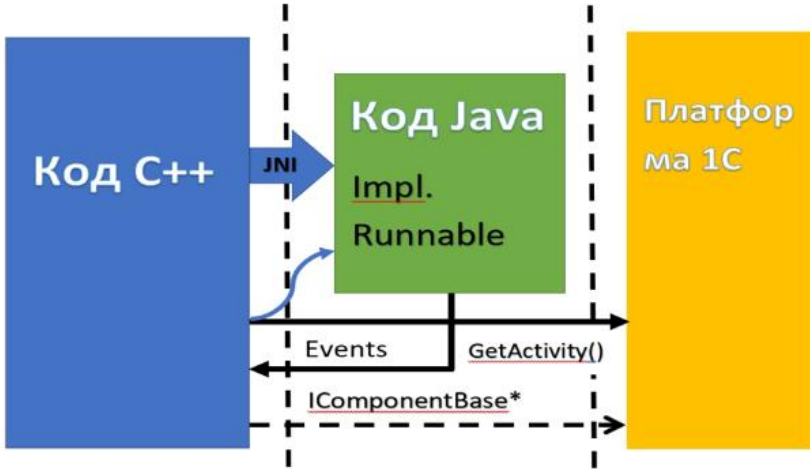 Код C++
JNI
Код Java
Impl.
Runnable
Платфор
ма 1С
Events
GetActivity()
IComponentBase*